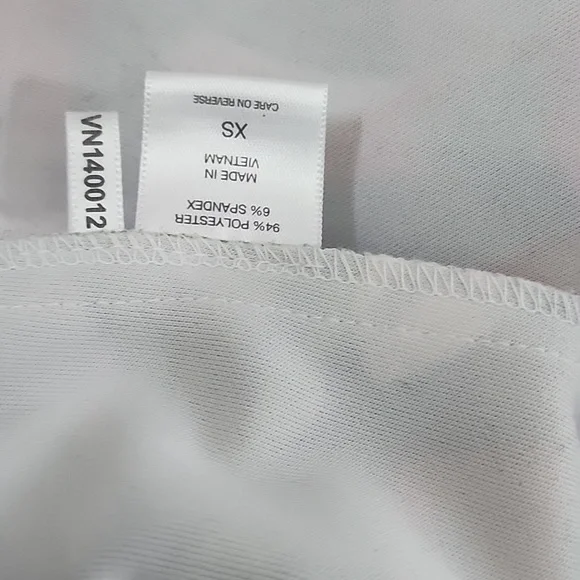 94% POLYESTER
6% SPANDEX
MADE IN
VIETNAM
XS
CARE ON REVERSE
VN140012